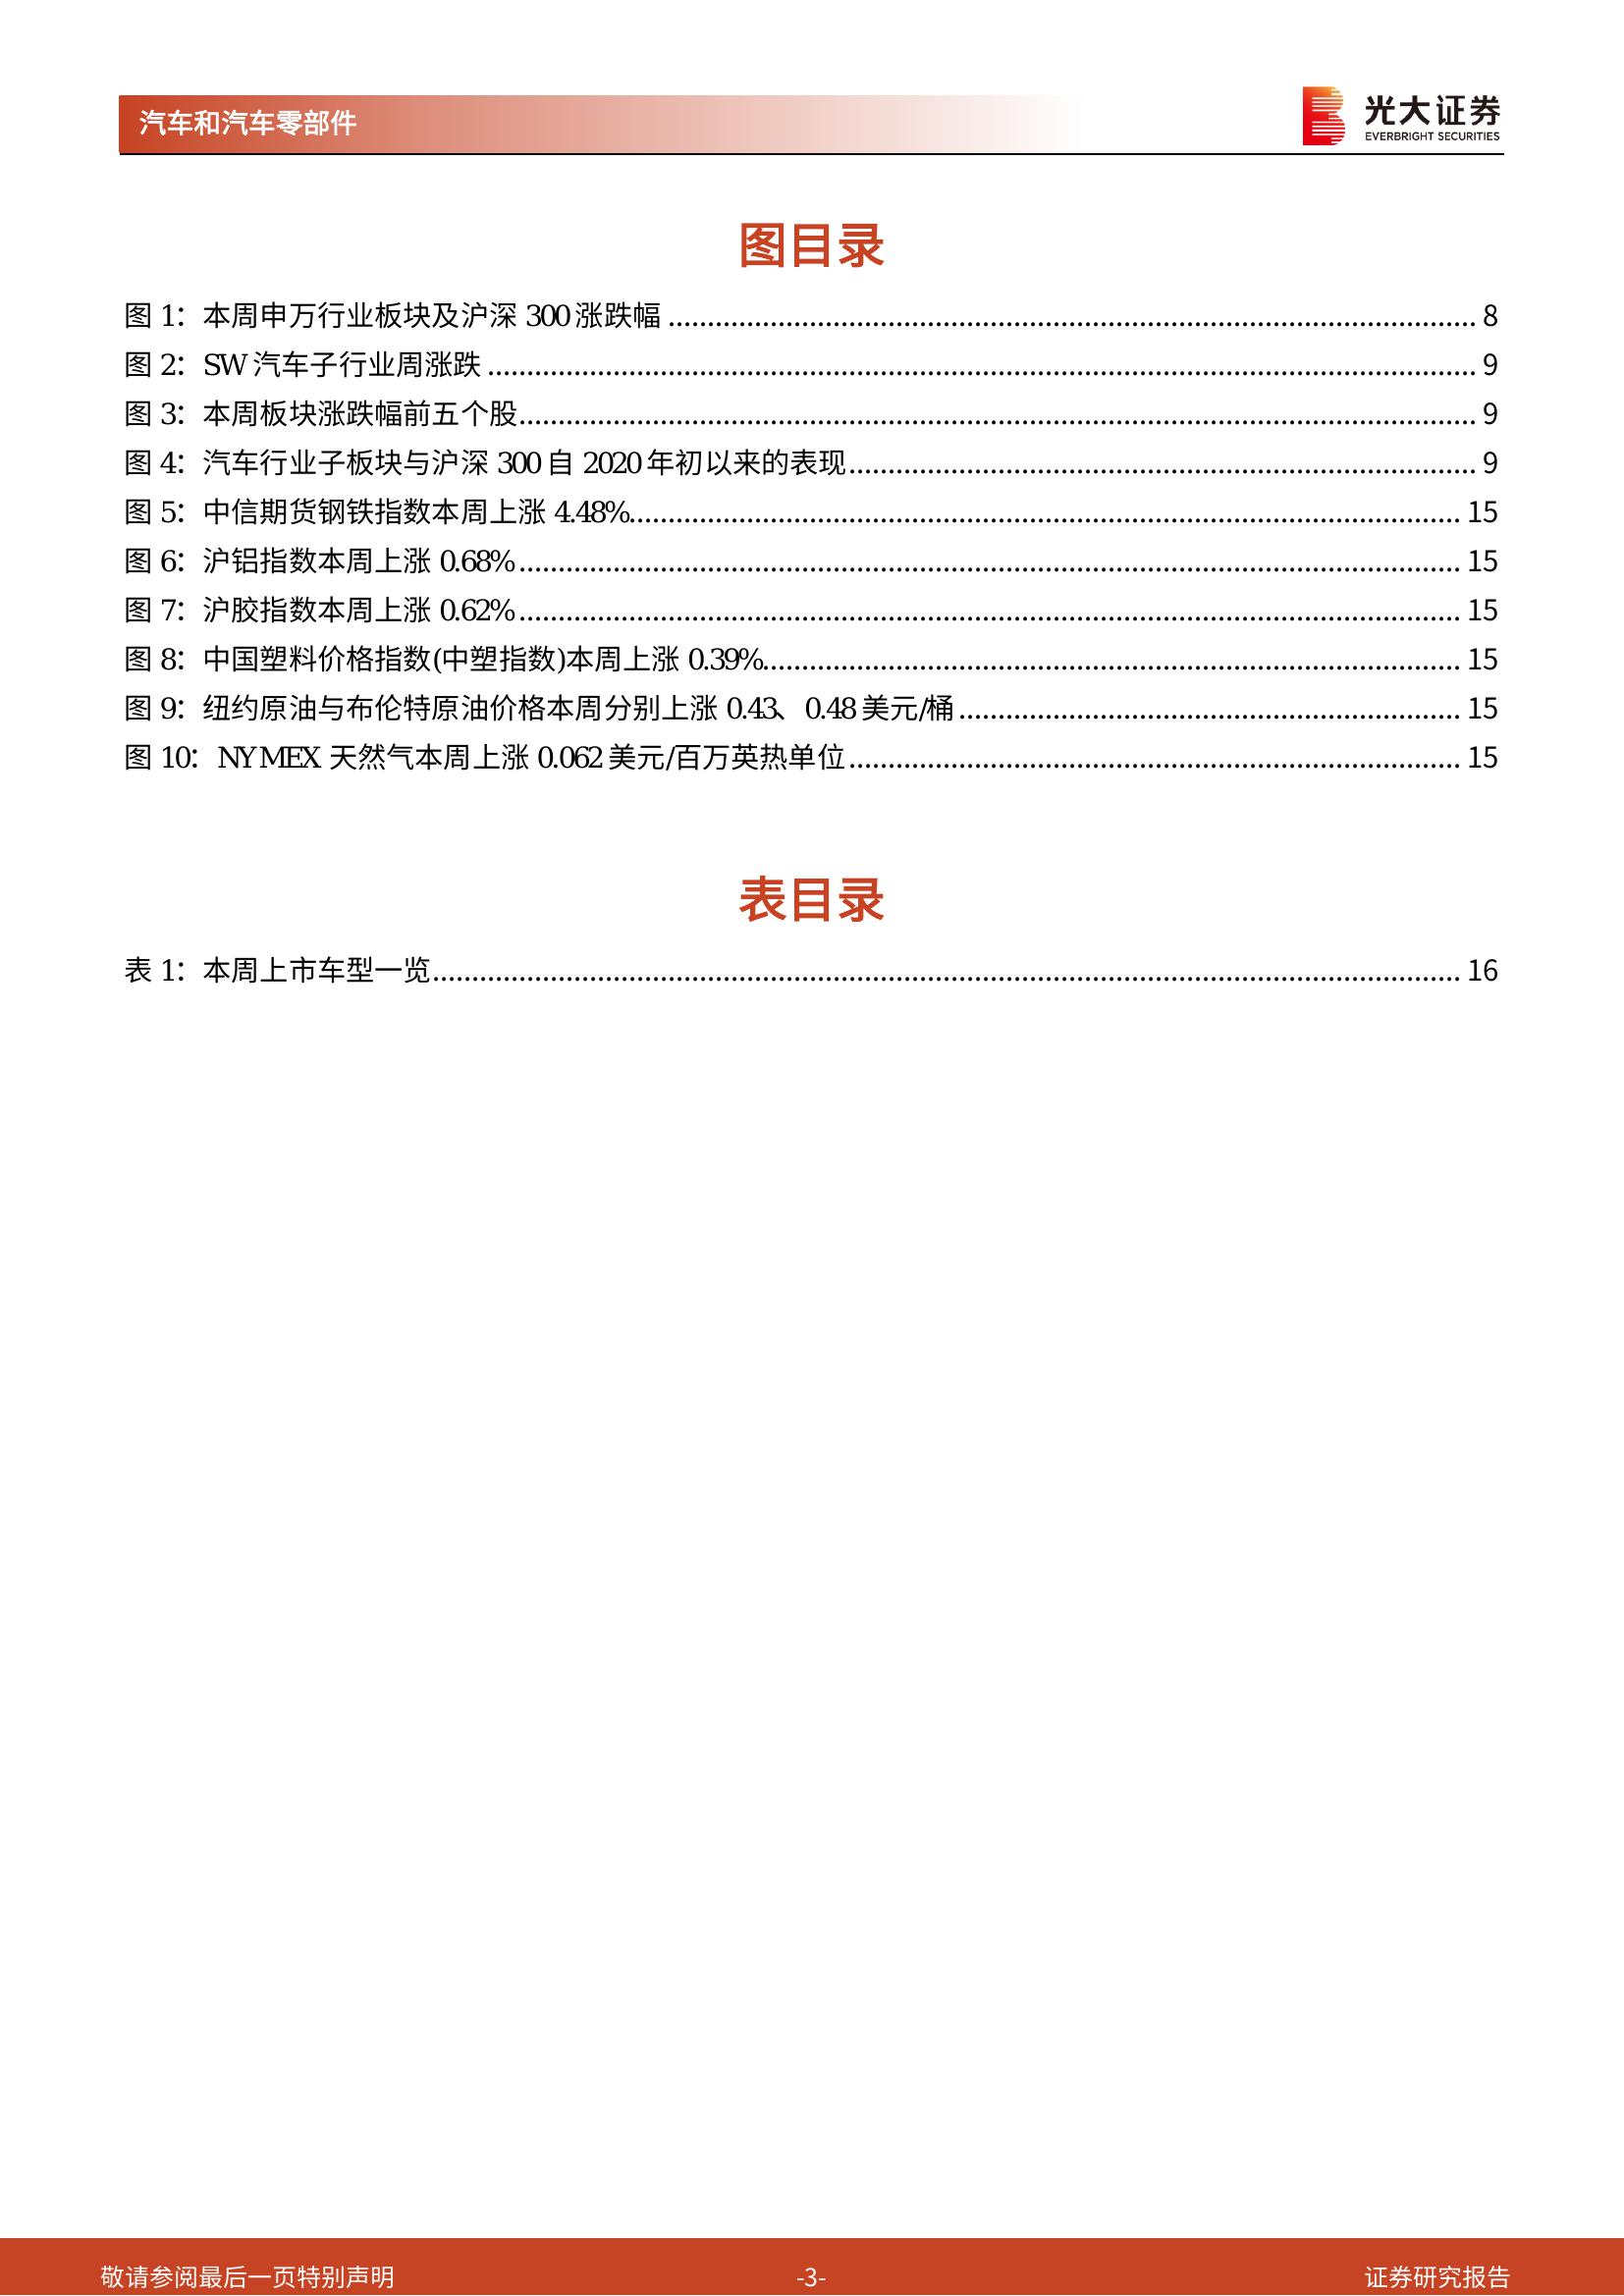 汽车和汽车零部件
光大证券
EVERBRIGHT SECURITIES
图目录
图 1：本周申万行业板块及沪深 300 涨跌幅 ........ 8
图 2：SW 汽车子行业周涨跌 ........ 9
图 3：本周板块涨跌幅前五个股 ........ 9
图 4：汽车行业子板块与沪深 300 自 2020 年初以来的表现 ........ 9
图 5：中信期货钢铁指数本周上涨 4.48% ........ 15
图 6：沪铝指数本周上涨 0.68% ........ 15
图 7：沪胶指数本周上涨 0.62% ........ 15
图 8：中国塑料价格指数(中塑指数)本周上涨 0.39% ........ 15
图 9：纽约原油与布伦特原油价格本周分别上涨 0.43、0.48 美元/桶 ........ 15
图 10：NYMEX 天然气本周上涨 0.062 美元/百万英热单位 ........ 15
表目录
表 1：本周上市车型一览 ........ 16
敬请参阅最后一页特别声明
-3-
证券研究报告